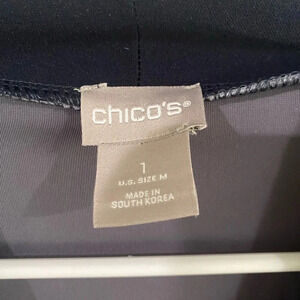 chico's®
1
U.S. SIZE M
MADE IN
SOUTH KOREA